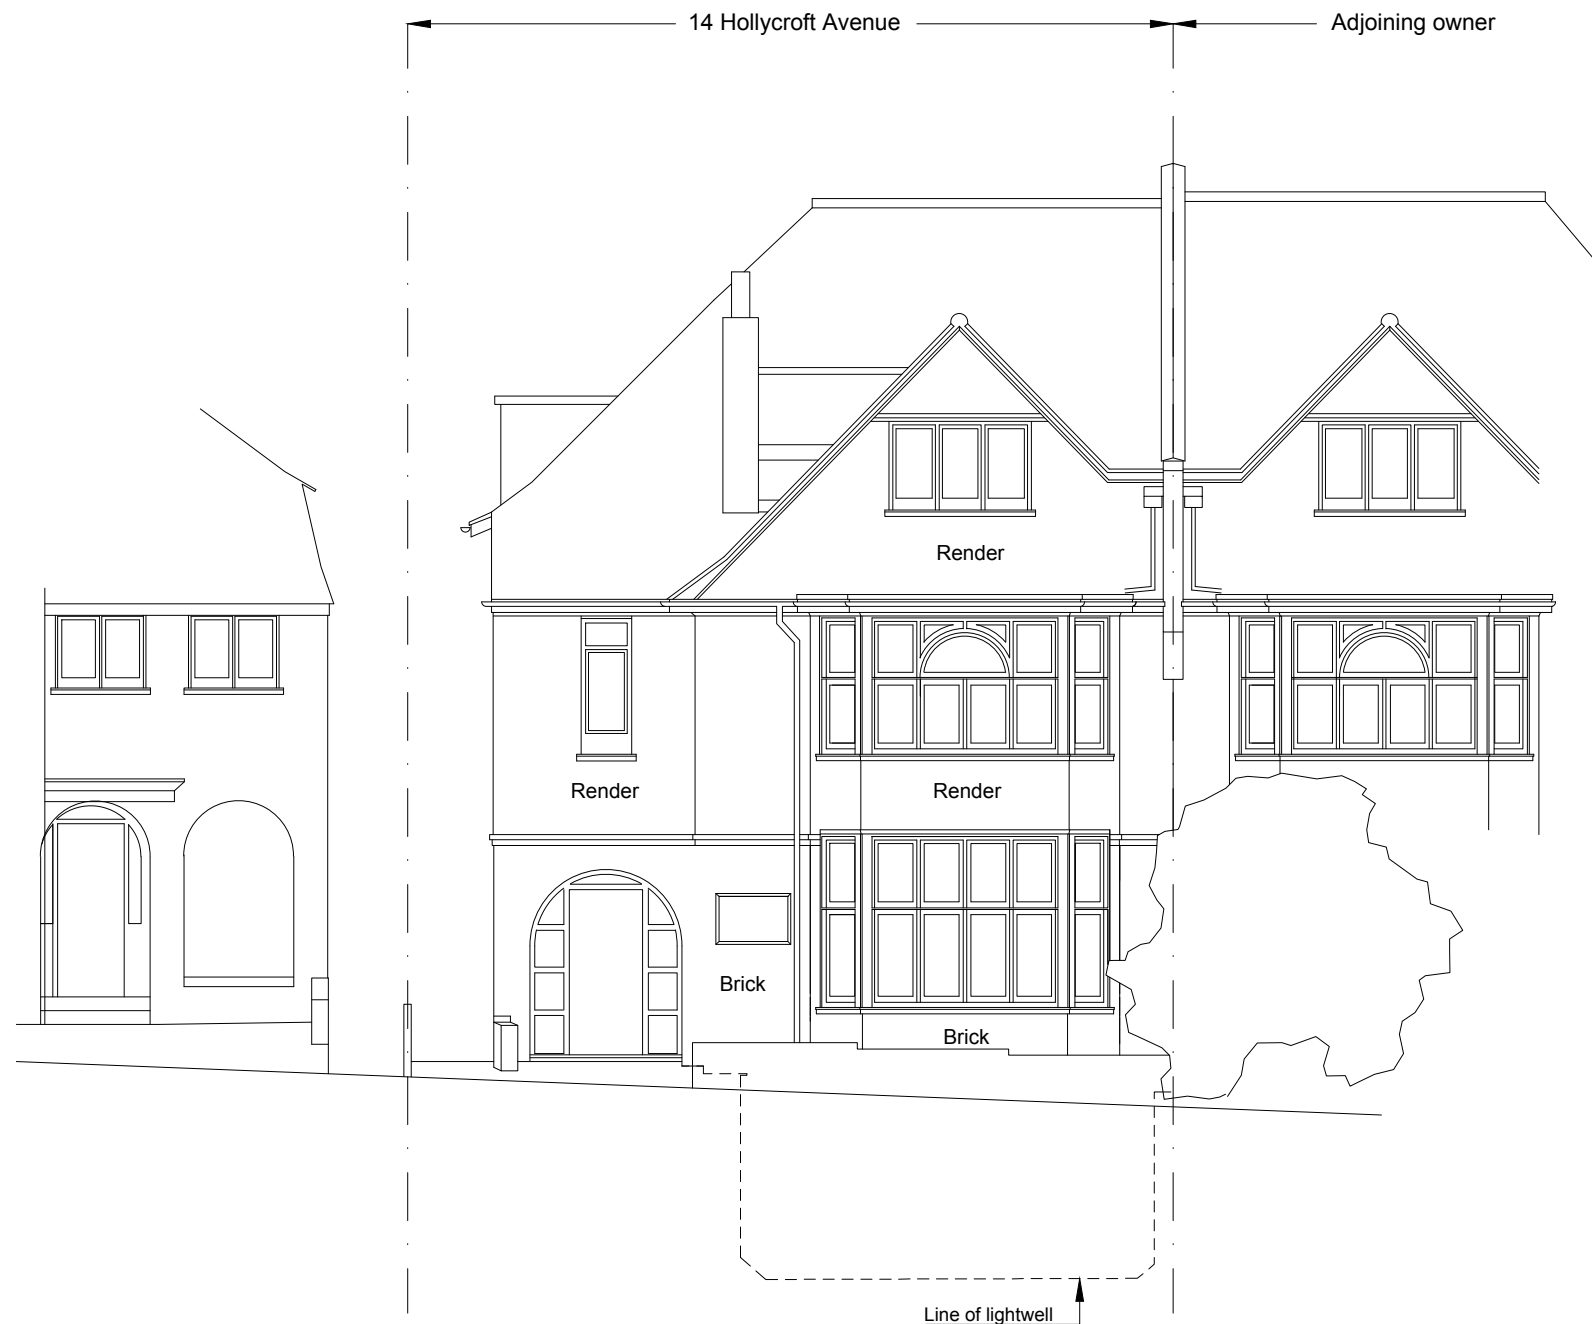 14 Hollycroft Avenue
Adjoining owner
Render
Render
Render
Brick
Brick
Line of lightwell